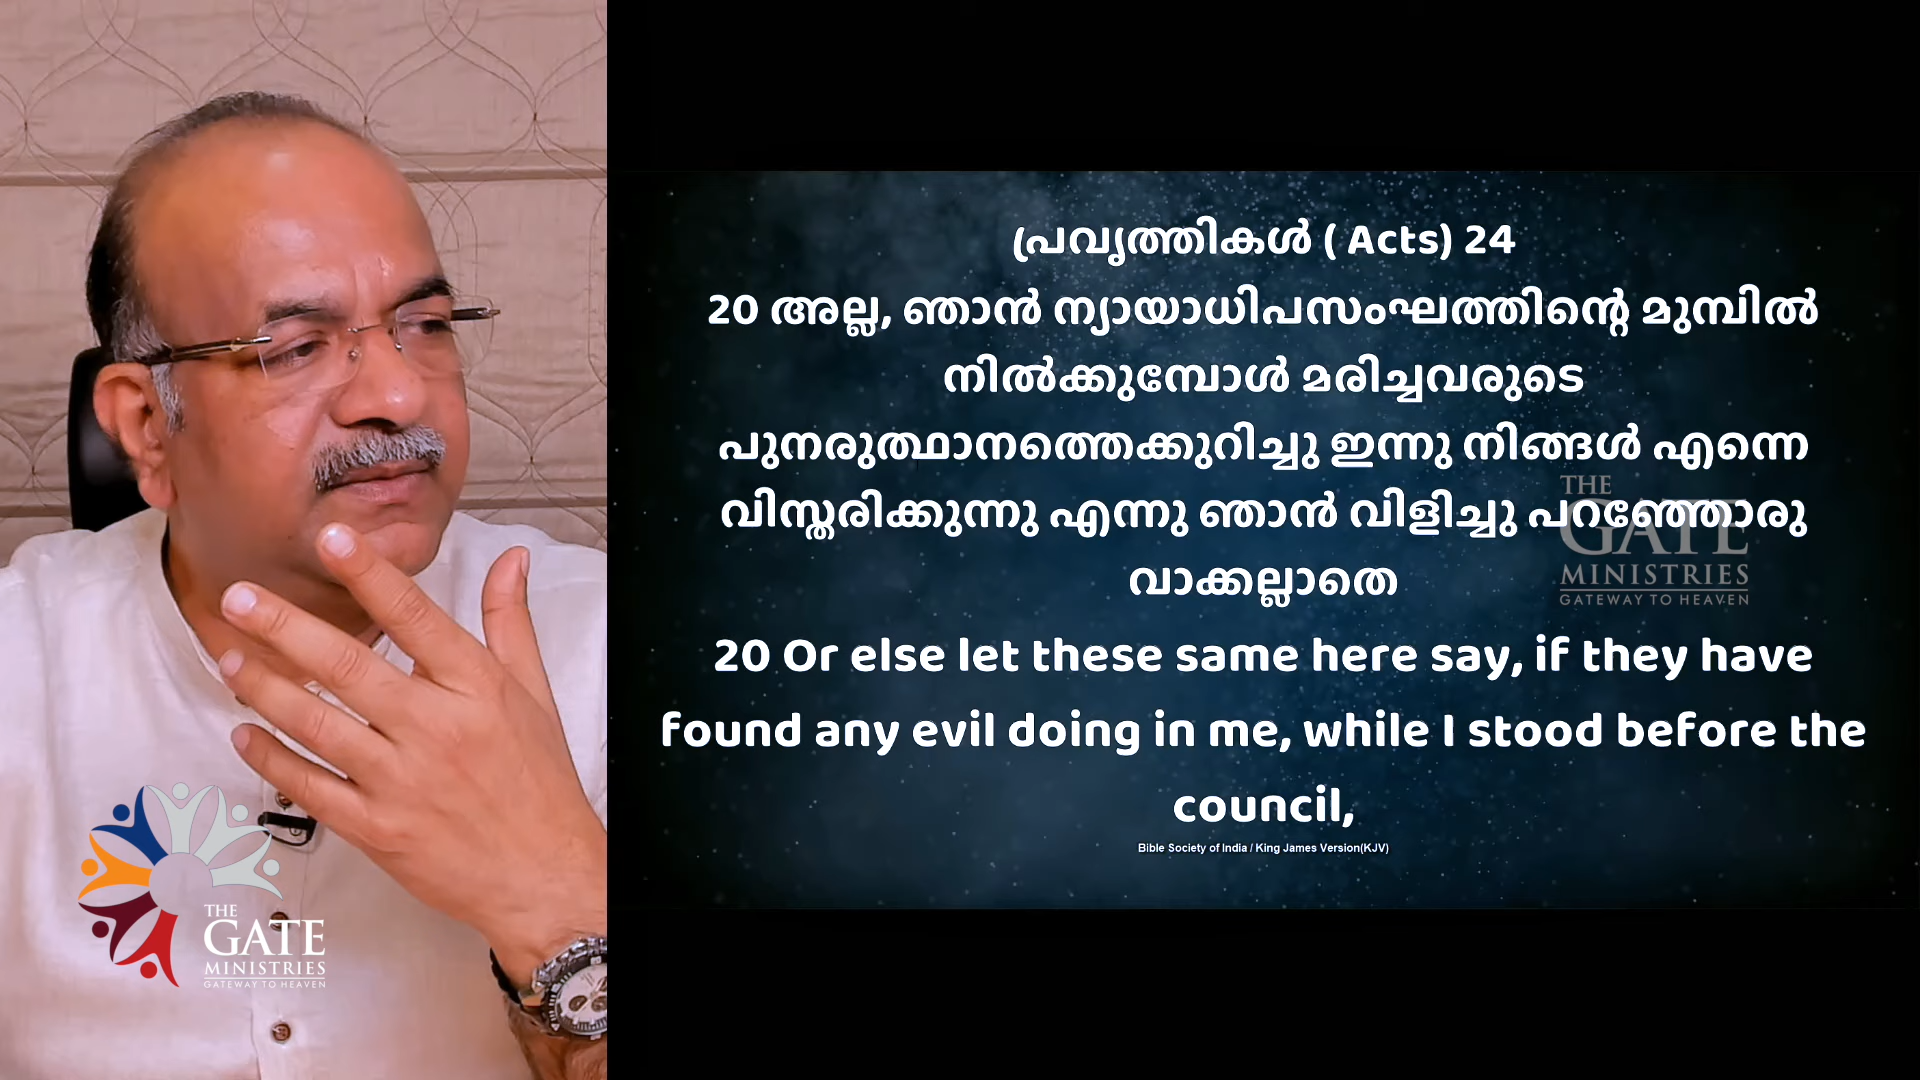 പ്രവൃത്തികൾ ( Acts) 24
20 അല്ല, ഞാൻ ന്യായാധിപസംഘത്തിന്റെ മുമ്പിൽ
നിൽക്കുമ്പോൾ മരിച്ചവരുടെ
പുനരുത്ഥാനത്തെക്കുറിച്ചു ഇന്നു നിങ്ങൾ എന്നെ
വിസ്തരിക്കുന്നു എന്നു ഞാൻ വിളിച്ചു പറഞ്ഞോരു
വാക്കല്ലാതെ
20 Or else let these same here say, if they have
found any evil doing in me, while I stood before the
council,
Bible Society of India / King James Version(KJV)
THE
GATE
MINISTRIES
GATEWAY TO HEAVEN
THE
GATE
MINISTRIES
GATEWAY TO HEAVEN